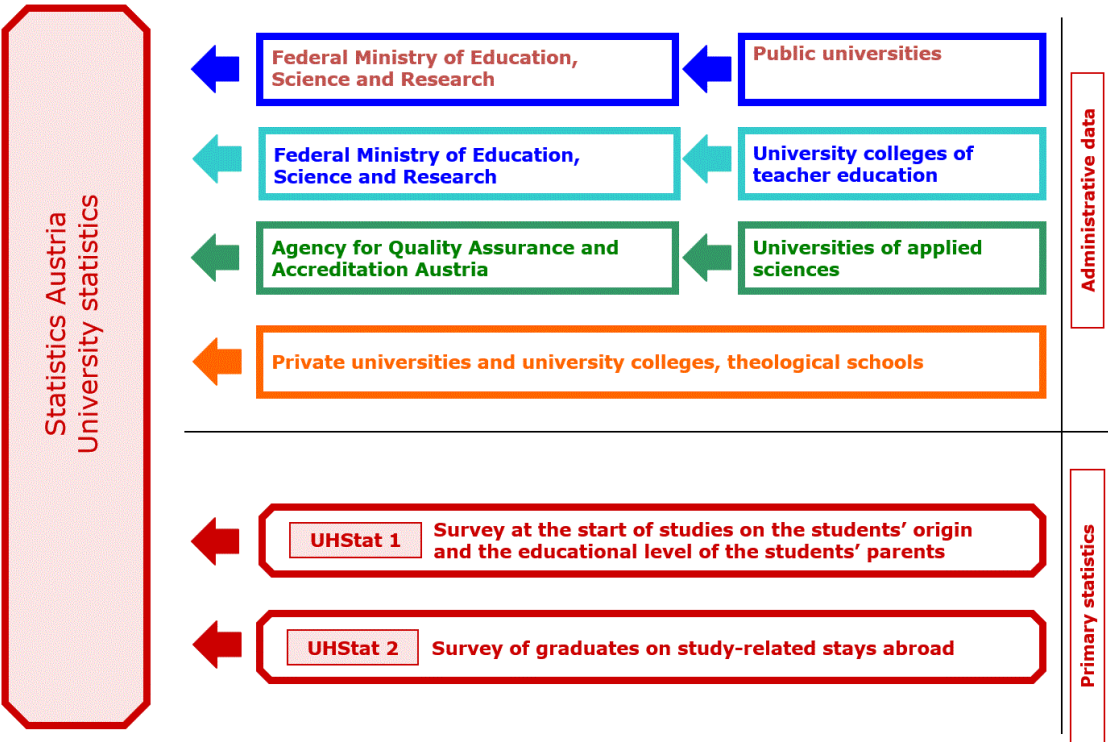 Statistics Austria
University statistics
Federal Ministry of Education,
Science and Research
Public universities
Federal Ministry of Education,
Science and Research
University colleges of
teacher education
Agency for Quality Assurance and
Accreditation Austria
Universities of applied
sciences
Private universities and university colleges, theological schools
Administrative data
UHStat 1
Survey at the start of studies on the students’ origin
and the educational level of the students’ parents
UHStat 2
Survey of graduates on study-related stays abroad
Primary statistics